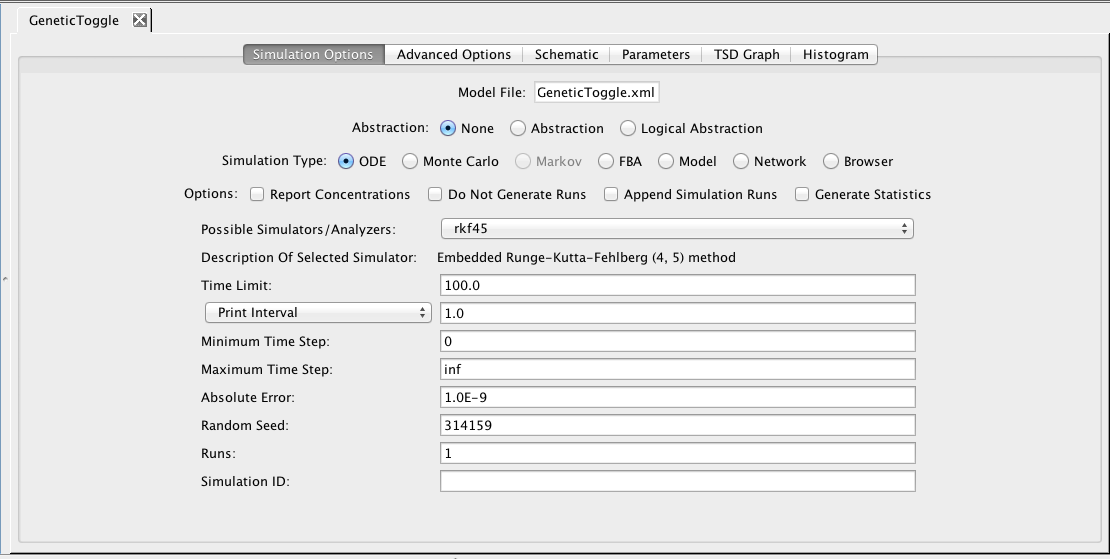 GeneticToggle
Simulation Options Advanced Options Schematic Parameters TSD Graph Histogram
Model File: GeneticToggle.xml
Abstraction: None Abstraction Logical Abstraction
Simulation Type: ODE Monte Carlo Markov FBA Model Network Browser
Options: Report Concentrations Do Not Generate Runs Append Simulation Runs Generate Statistics
Possible Simulators/Analyzers: rkf45
Description Of Selected Simulator: Embedded Runge-Kutta-Fehlberg (4, 5) method
Time Limit: 100.0
Print Interval 1.0
Minimum Time Step: 0
Maximum Time Step: inf
Absolute Error: 1.0E-9
Random Seed: 314159
Runs: 1
Simulation ID: